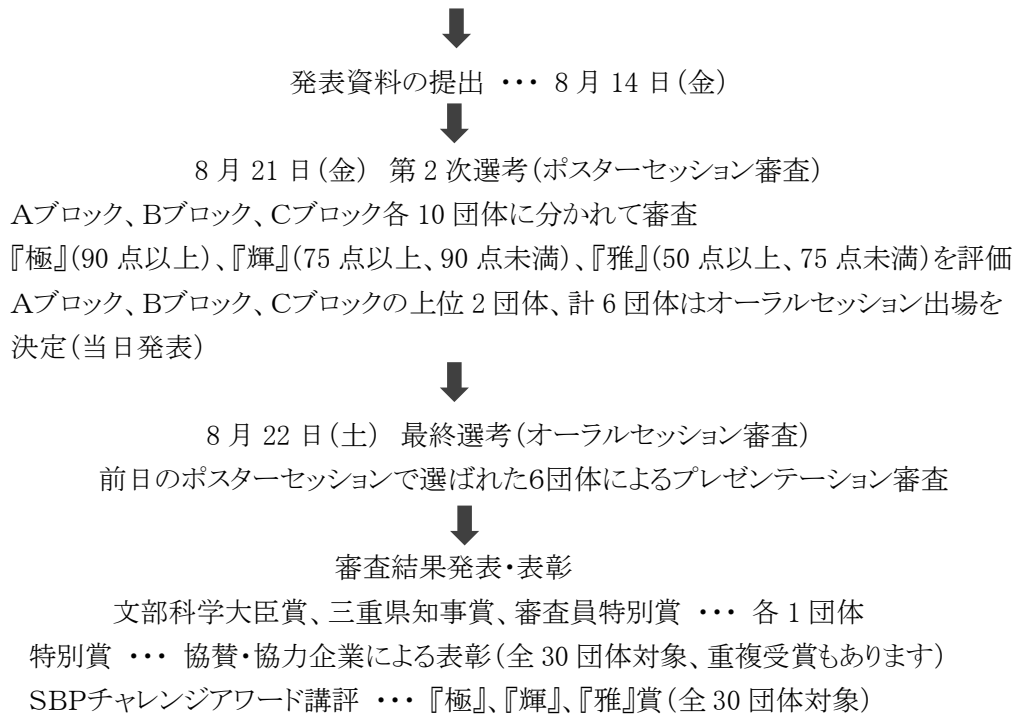 発表資料の提出 ・・・ 8 月 14 日(金)
8 月 21 日(金) 第 2 次選考(ポスターセッション審査)
Aブロック、Bブロック、Cブロック各 10 団体に分かれて審査
『極』(90 点以上)、『輝』(75 点以上、90 点未満)、『雅』(50 点以上、75 点未満)を評価
Aブロック、Bブロック、Cブロックの上位 2 団体、計 6 団体はオーラルセッション出場を
決定(当日発表)
8 月 22 日(土) 最終選考(オーラルセッション審査)
前日のポスターセッションで選ばれた6団体によるプレゼンテーション審査
審査結果発表・表彰
文部科学大臣賞、三重県知事賞、審査員特別賞 ・・・ 各 1 団体
特別賞 ・・・ 協賛・協力企業による表彰(全 30 団体対象、重複受賞もあります)
SBPチャレンジアワード講評 ・・・ 『極』、『輝』、『雅』賞(全 30 団体対象)